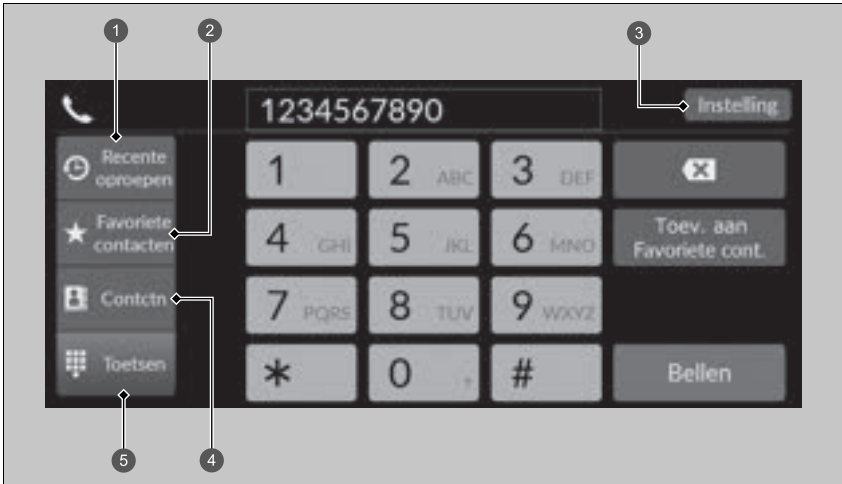 1
2
3
1234567890
Instelling
Recente
oproepen
Favoriete
contacten
Contctn
Toetsen
1
2 ABC
3 DEF
4 GHI
5 JKL
6 MNO
7 PQRS
8 TUV
9 WXYZ
*
0
#
Toev. aan
Favoriete cont.
Bellen
5
4